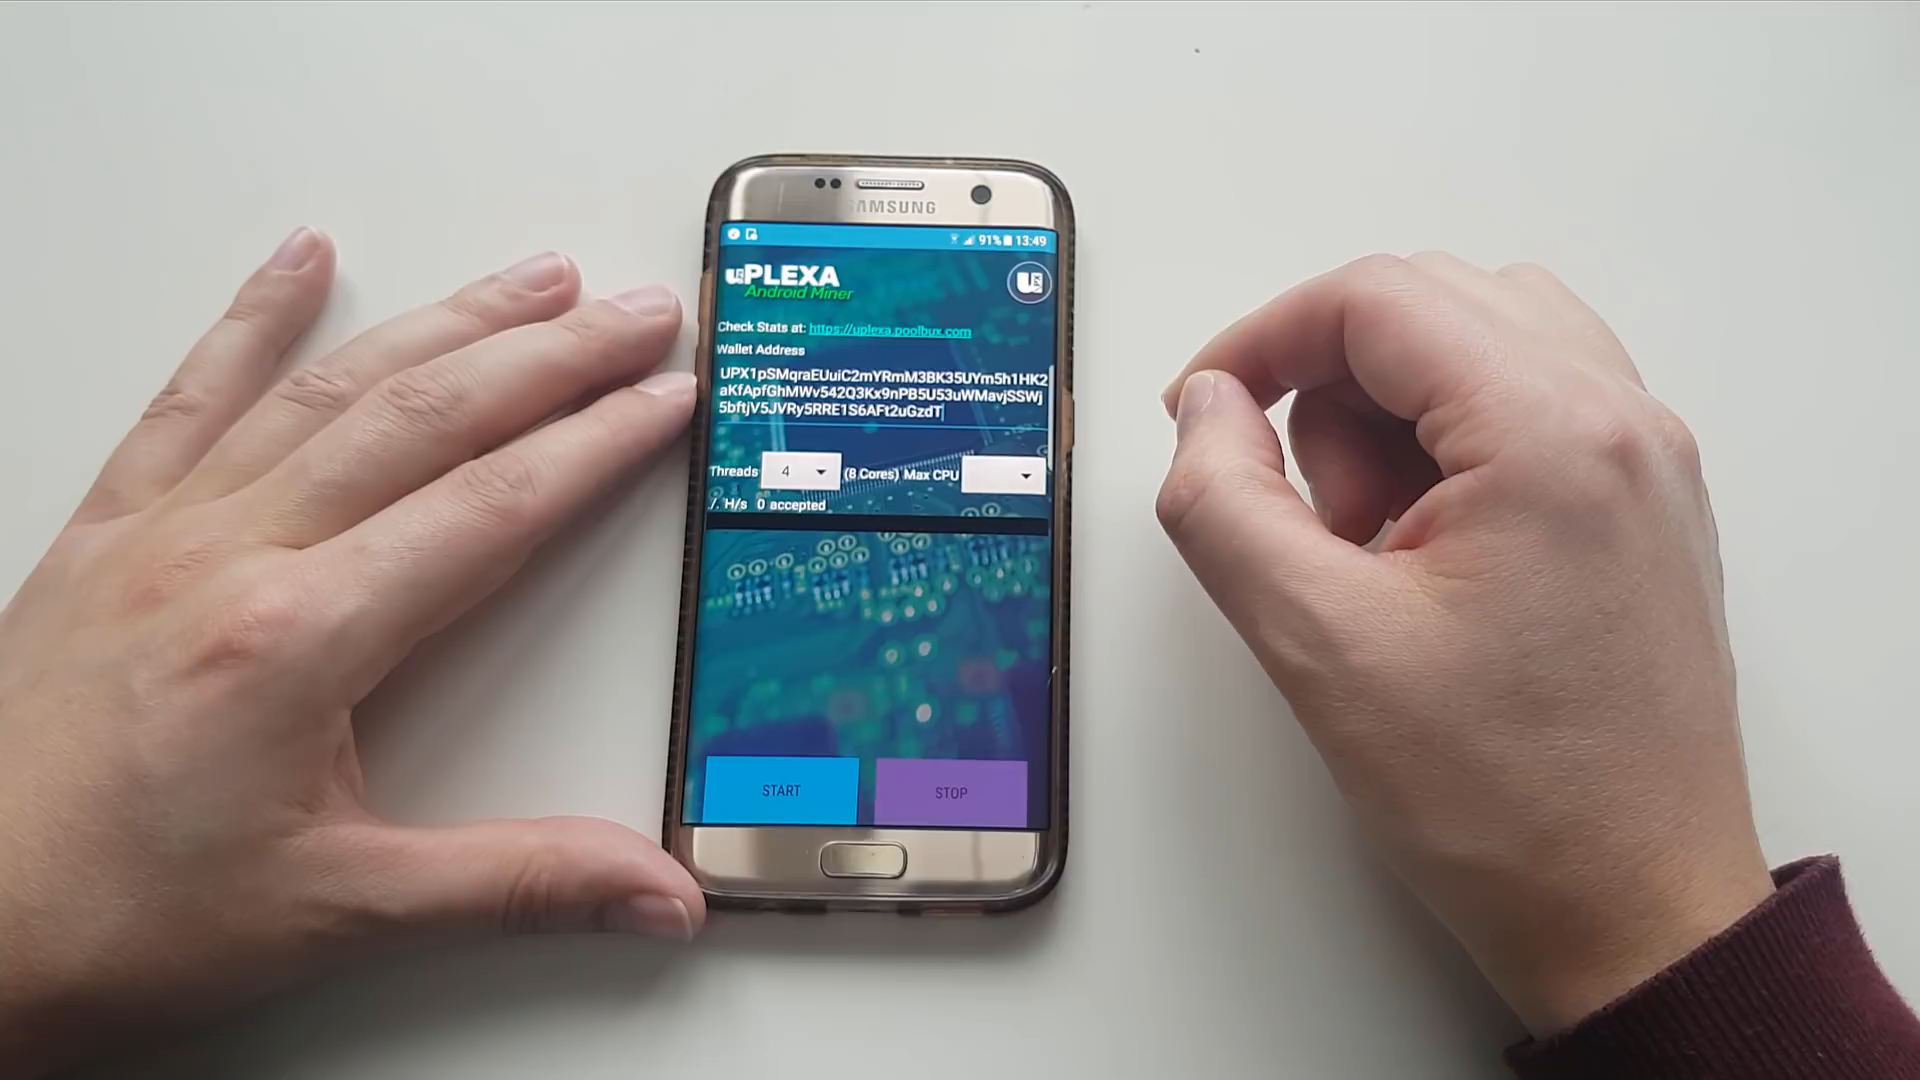 SAMSUNG
91% 13:49
uPLEXA
Android Miner
Check Stats at: https://uplexa.poolbux.com
Wallet Address
UPX1pSMqraEUuiC2mYRmM3BK35UYm5h1HK2
aKfApfGhMWv542Q3Kx9nPB5U53uWMavjSSWj
5bftjV5JVRy5RRE1S6AFt2uGzdT
Threads 4 (8 Cores) Max CPU
./. H/s 0 accepted
START STOP